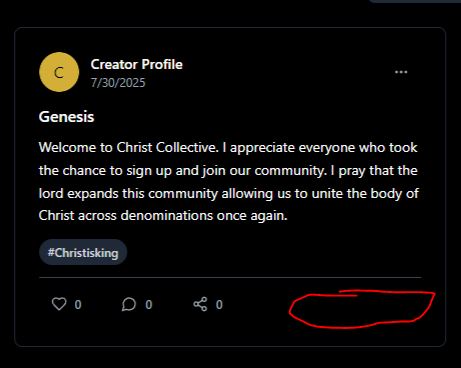 C
Creator Profile
7/30/2025
Genesis
Welcome to Christ Collective. I appreciate everyone who took
the chance to sign up and join our community. I pray that the
lord expands this community allowing us to unite the body of
Christ across denominations once again.
#Christisking
0 0 0